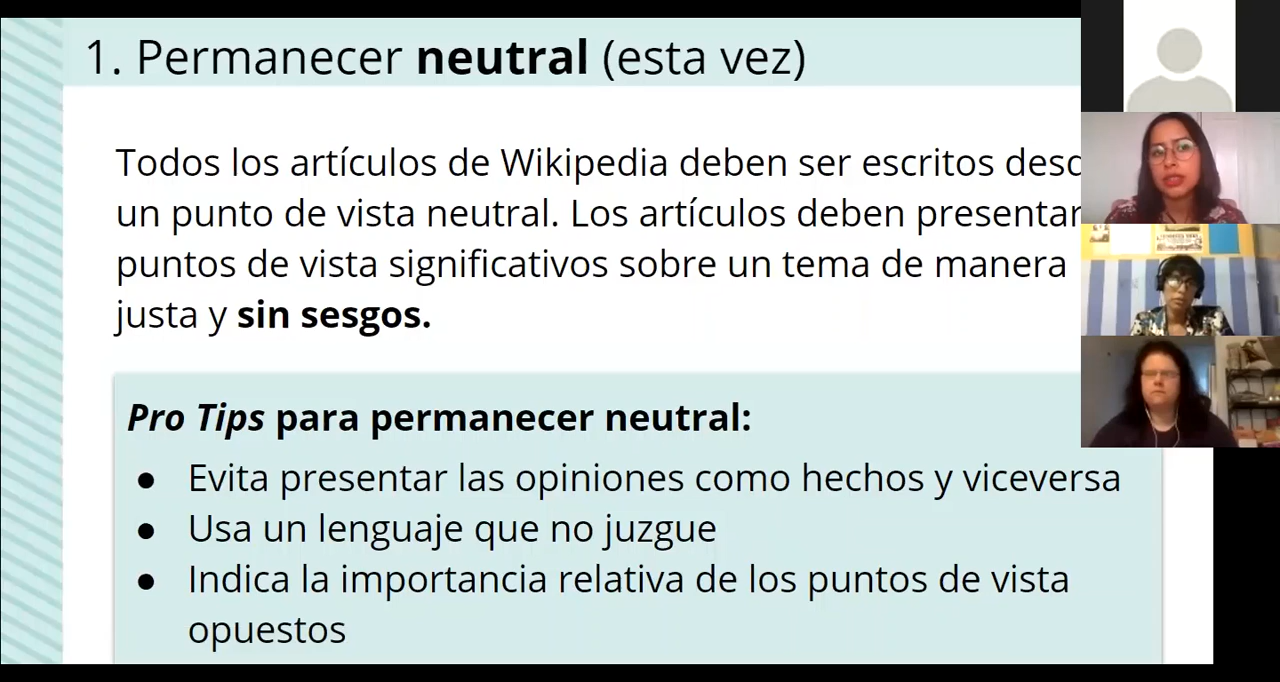 1. Permanecer neutral (esta vez)
Todos los artículos de Wikipedia deben ser escritos
un punto de vista neutral. Los artículos deben presentar
puntos de vista significativos sobre un tema de manera
justa y sin sesgos.
Pro Tips para permanecer neutral:
● Evita presentar las opiniones como hechos y viceversa
● Usa un lenguaje que no juzgue
● Indica la importancia relativa de los puntos de vista
opuestos